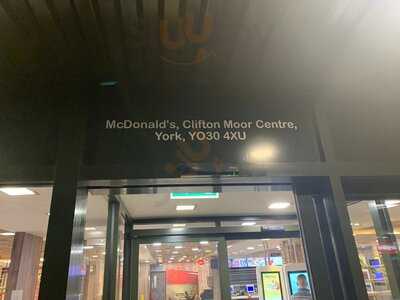 McDonald's, Clifton Moor Centre,
York, YO30 4XU